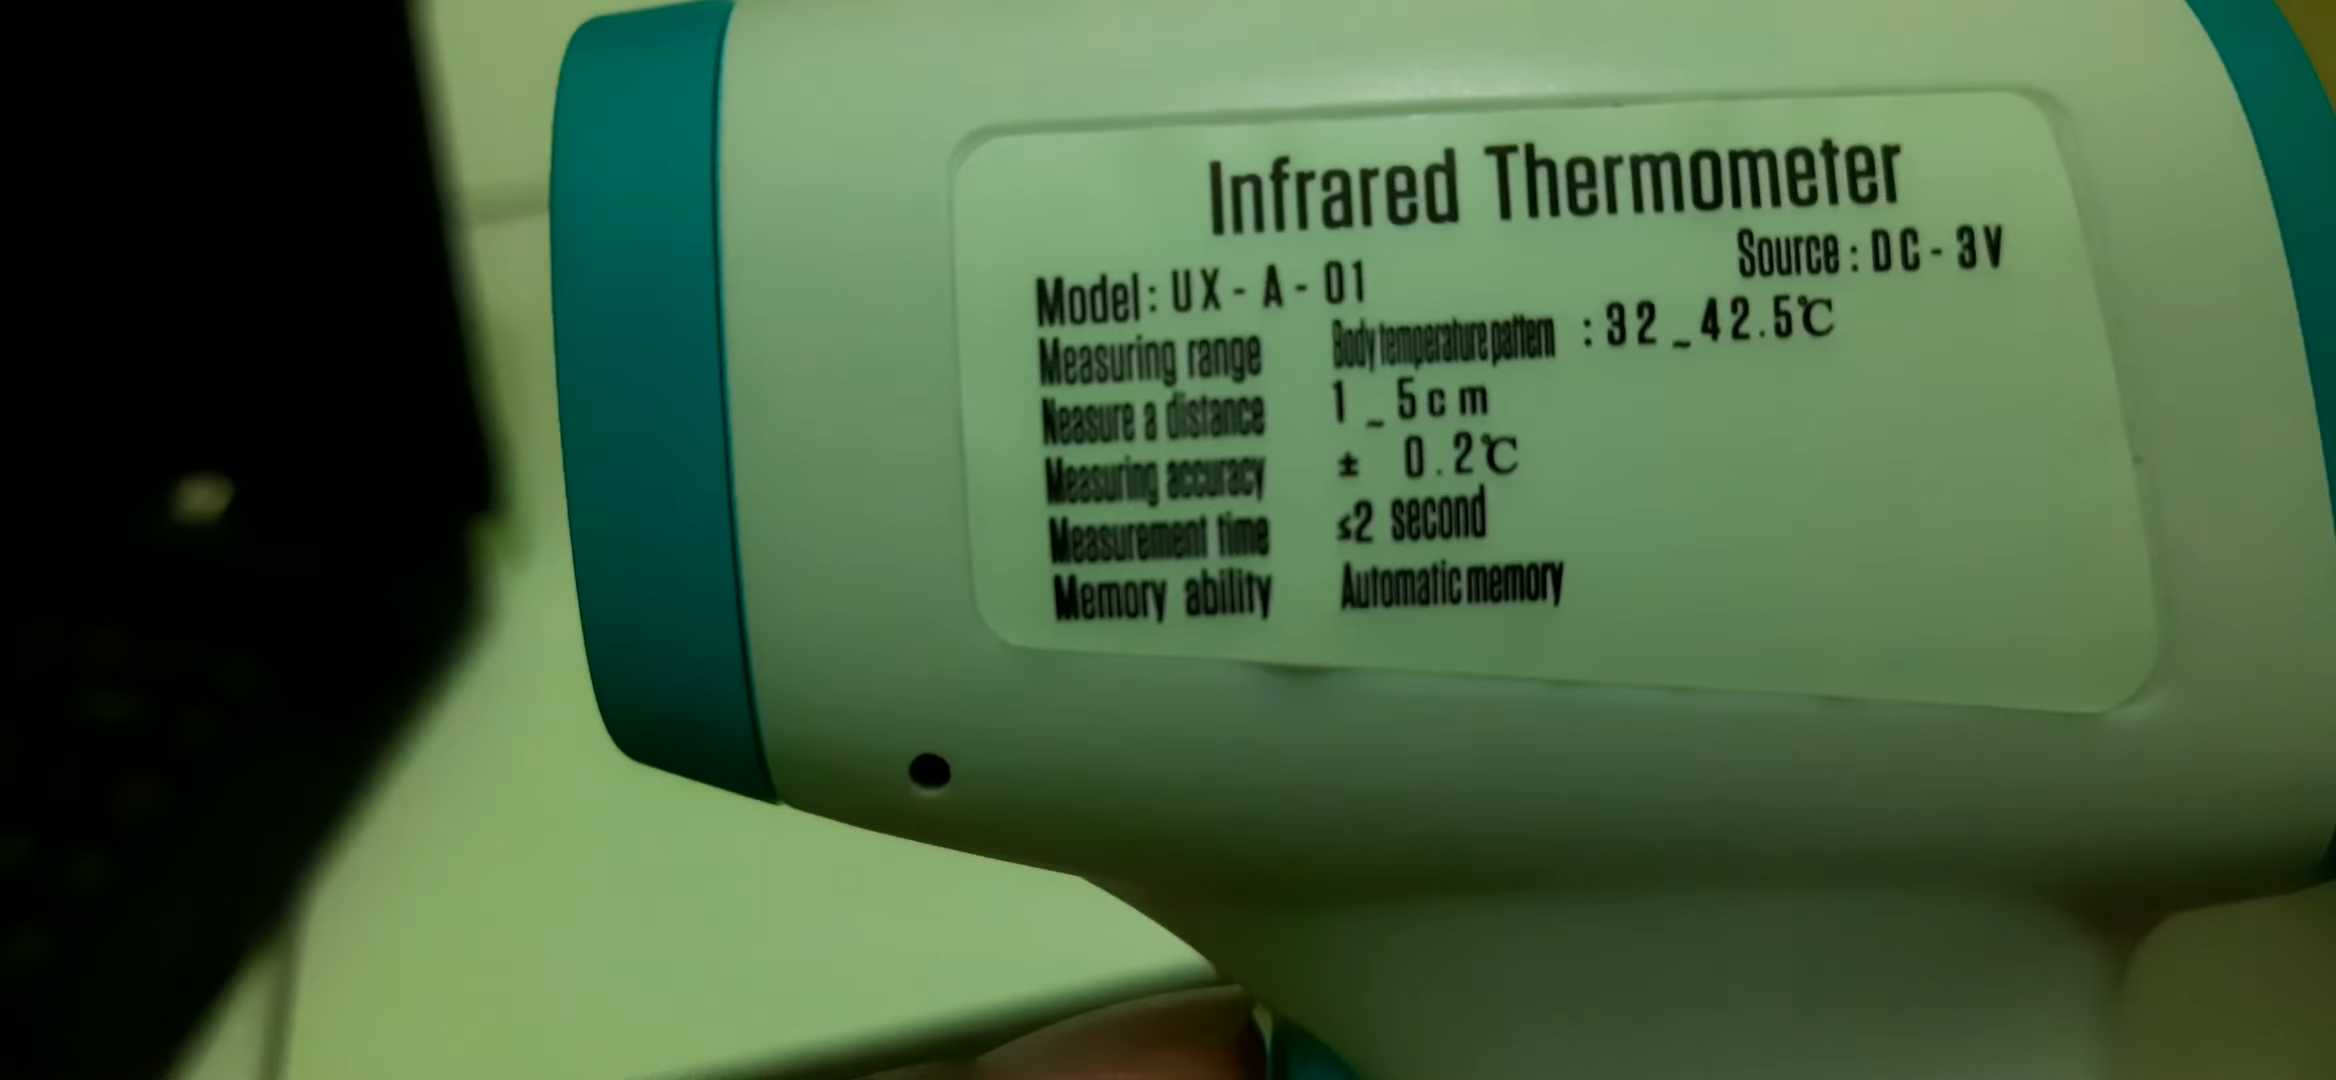 Infrared Thermometer
Source : DC - 3V
Model : UX - A - 01
Measuring range Body temperature pattern : 32 _ 42.5℃
Neasure a distance 1 _ 5cm
Measuring accuracy ± 0.2℃
Measurement time ≤2 second
Memory ability Automatic memory